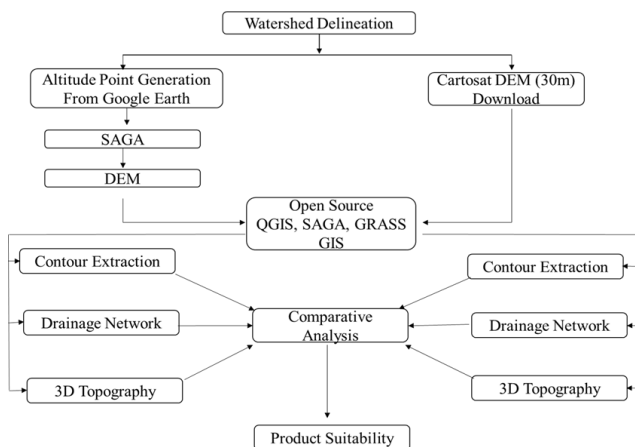 Watershed Delineation
Altitude Point Generation
From Google Earth
Cartosat DEM (30m)
Download
SAGA
DEM
Open Source
QGIS, SAGA, GRASS
GIS
Contour Extraction
Contour Extraction
Drainage Network
Comparative
Analysis
Drainage Network
3D Topography
3D Topography
Product Suitability